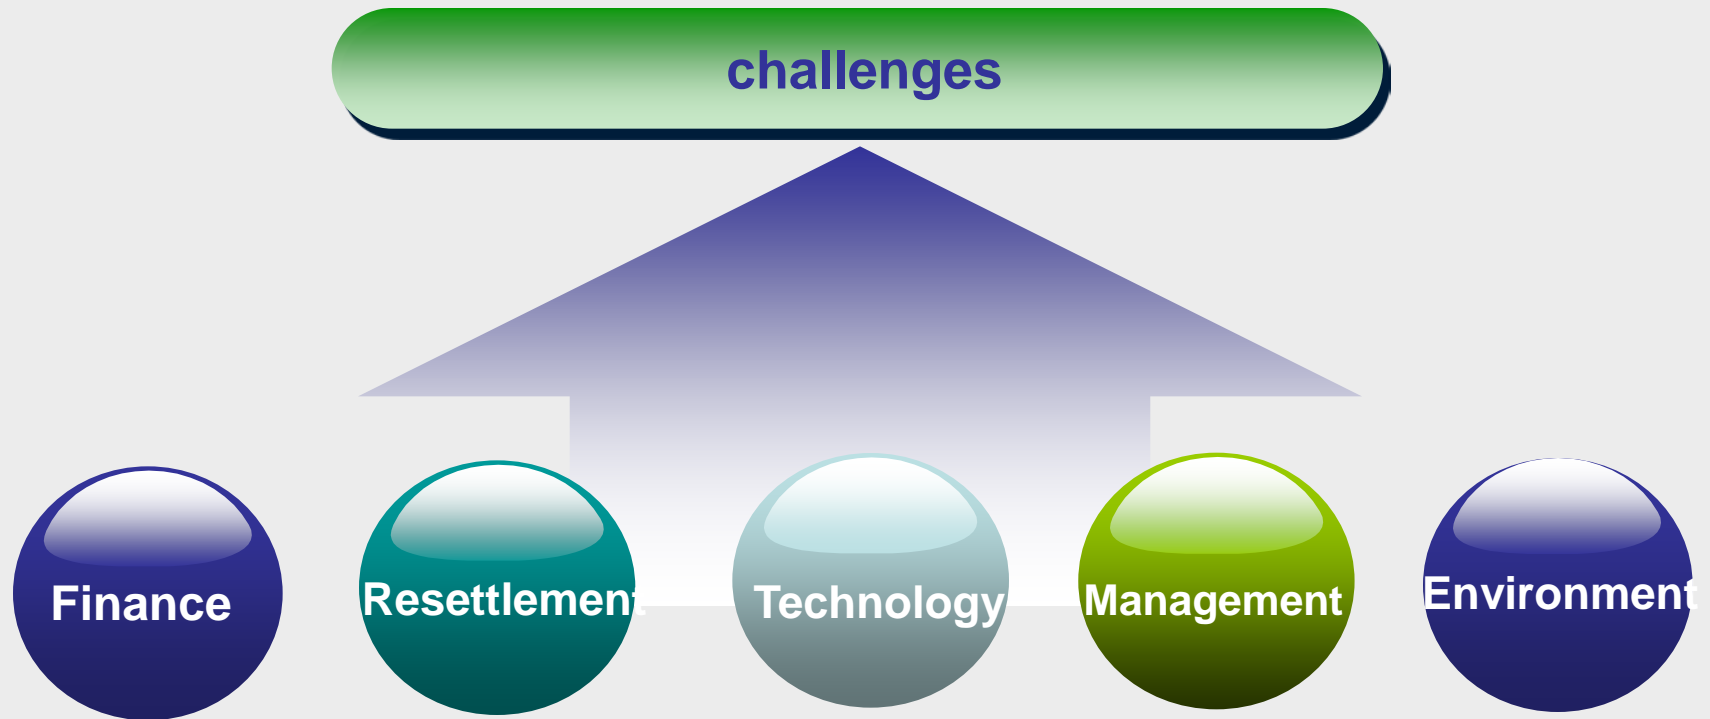 challenges
Finance
Resettlement
Technology
Management
Environment